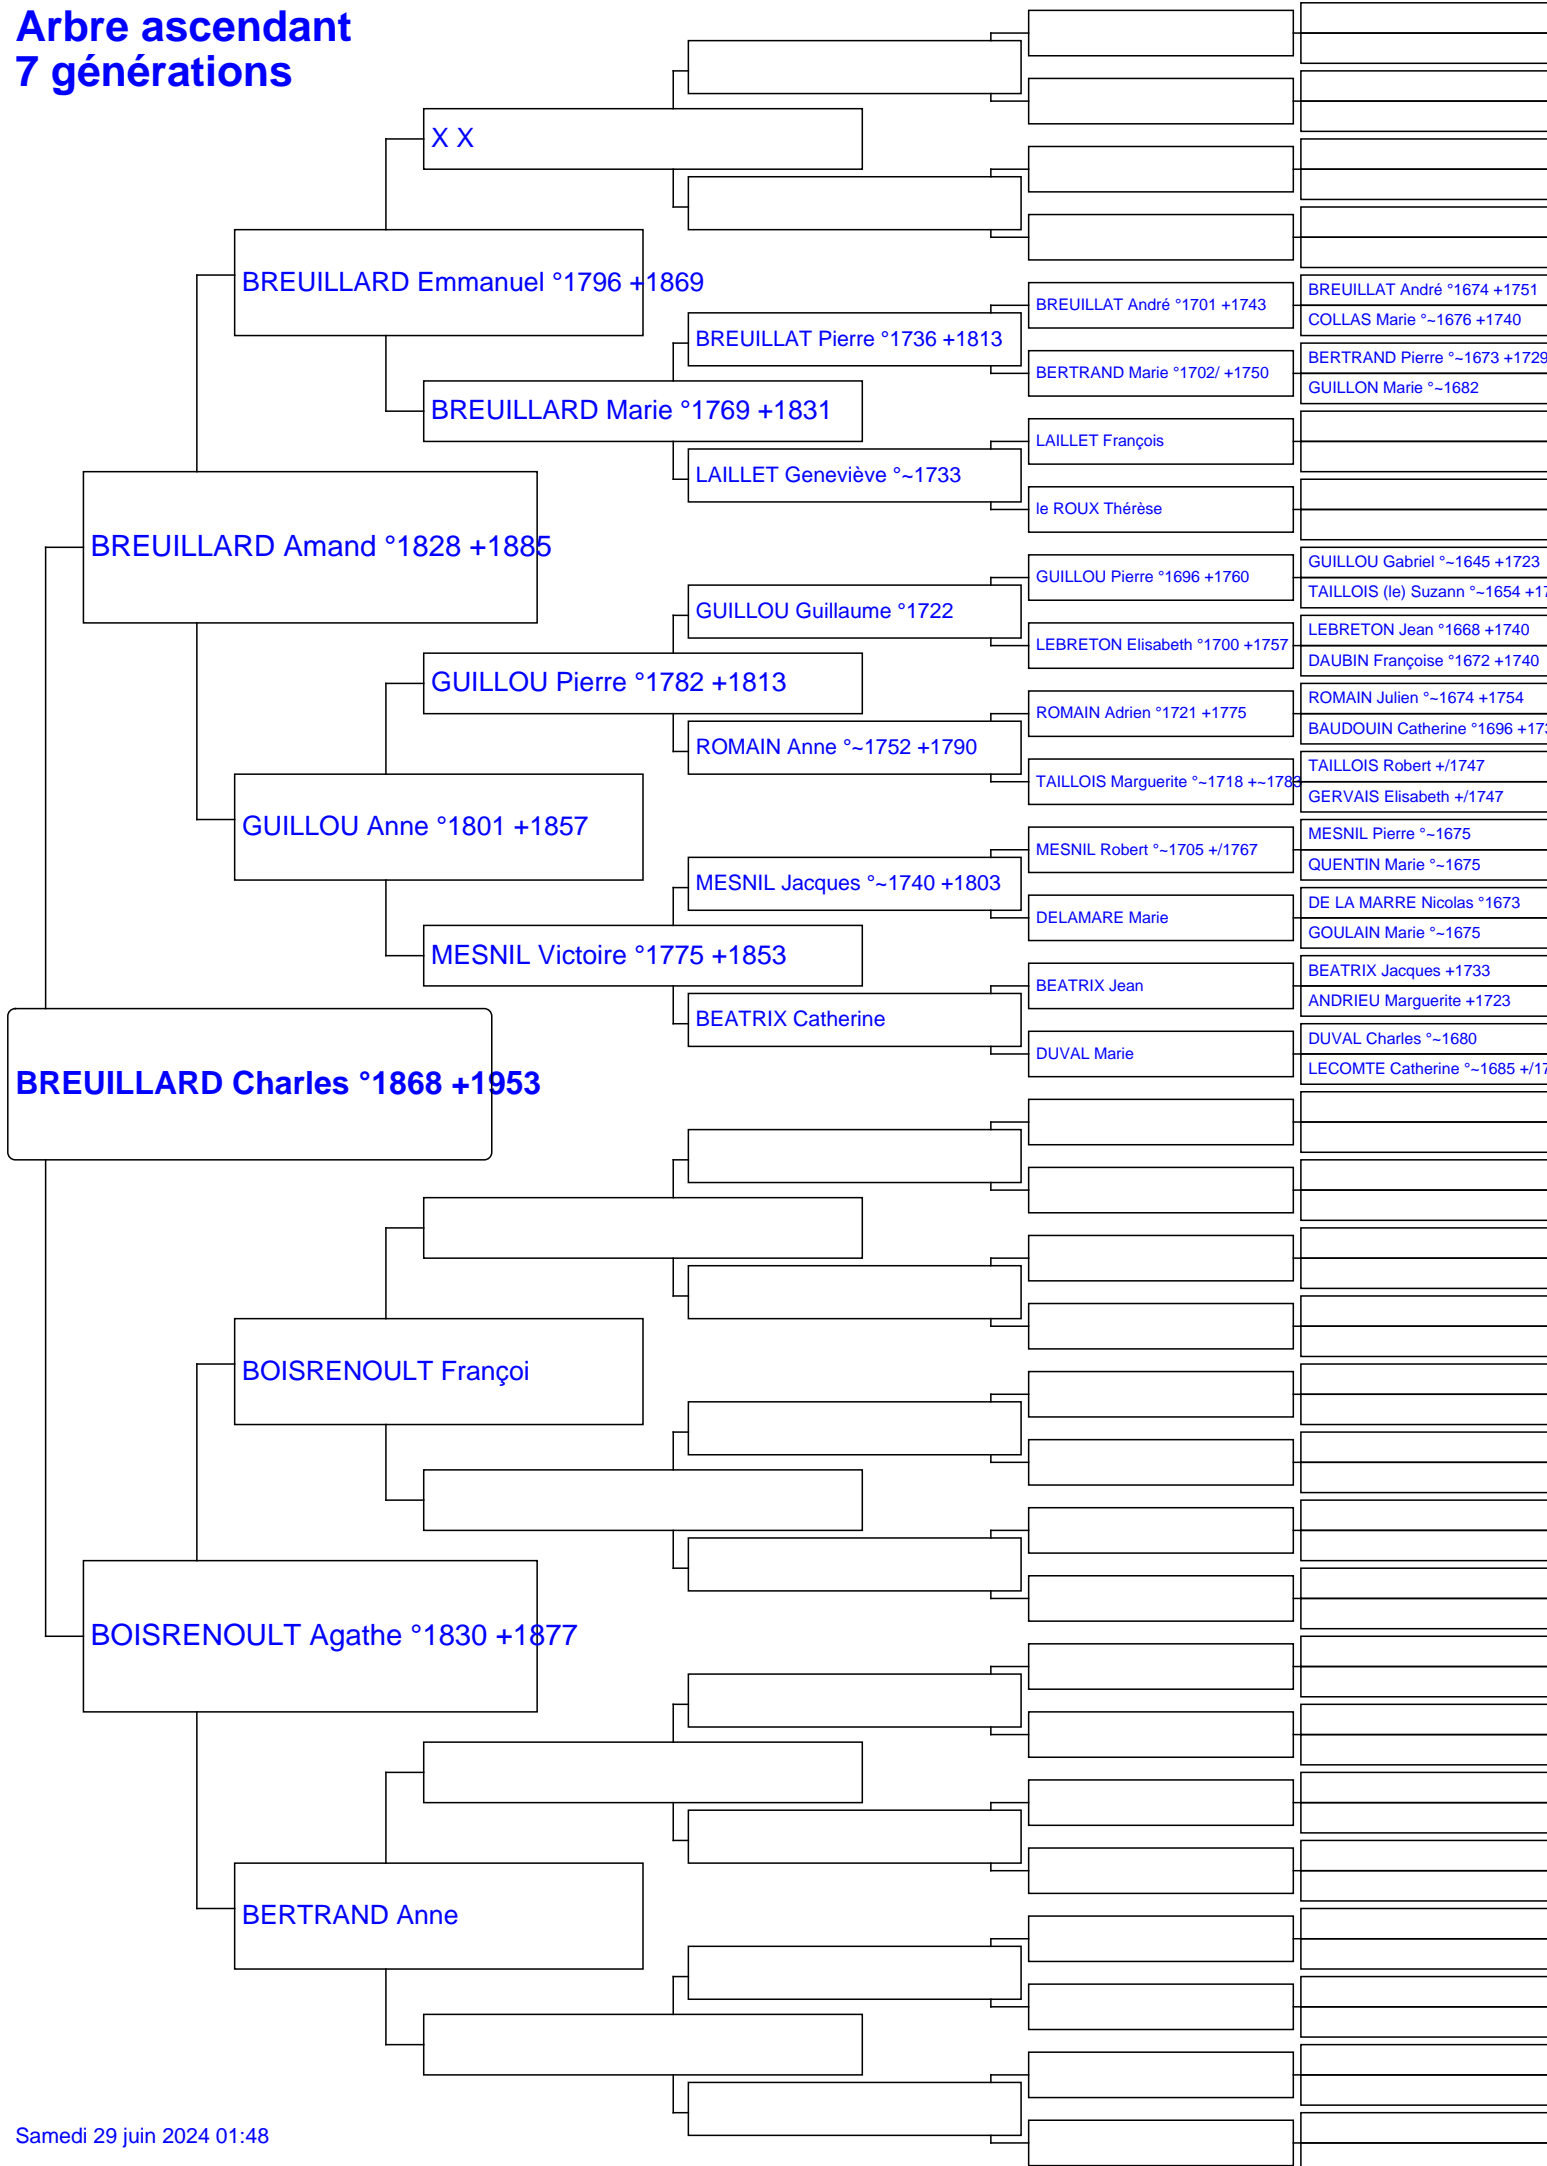 Arbre ascendant
7 générations
X X
BREUILLARD Emmanuel °1796 +1869
BREUILLAT André °1701 +1743
BREUILLAT André °1674 +1751
COLLAS Marie °~1676 +1740
BREUILLAT Pierre °1736 +1813
BERTRAND Marie °1702/ +1750
BERTRAND Pierre °~1673 +1729
GUILLON Marie °~1682
BREUILLARD Marie °1769 +1831
LAILLET François
LAILLET Geneviève °~1733
le ROUX Thérèse
BREUILLARD Amand °1828 +1885
GUILLOU Pierre °1696 +1760
GUILLOU Gabriel °~1645 +1723
TAILLOIS (le) Suzann °~1654 +17
GUILLOU Guillaume °1722
LEBRETON Elisabeth °1700 +1757
LEBRETON Jean °1668 +1740
DAUBIN Françoise °1672 +1740
GUILLOU Pierre °1782 +1813
ROMAIN Adrien °1721 +1775
ROMAIN Julien °~1674 +1754
BAUDOUIN Catherine °1696 +173
ROMAIN Anne °~1752 +1790
TAILLOIS Marguerite °~1718 +~1783
TAILLOIS Robert +/1747
GERVAIS Elisabeth +/1747
GUILLOU Anne °1801 +1857
MESNIL Robert °~1705 +/1767
MESNIL Pierre °~1675
QUENTIN Marie °~1675
MESNIL Jacques °~1740 +1803
DELAMARE Marie
DE LA MARRE Nicolas °1673
GOULAIN Marie °~1675
MESNIL Victoire °1775 +1853
BEATRIX Jean
BEATRIX Jacques +1733
ANDRIEU Marguerite +1723
BEATRIX Catherine
DUVAL Marie
DUVAL Charles °~1680
LECOMTE Catherine °~1685 +/17
BREUILLARD Charles °1868 +1953
BOISRENOULT Françoi
BOISRENOULT Agathe °1830 +1877
BERTRAND Anne
Samedi 29 juin 2024 01:48